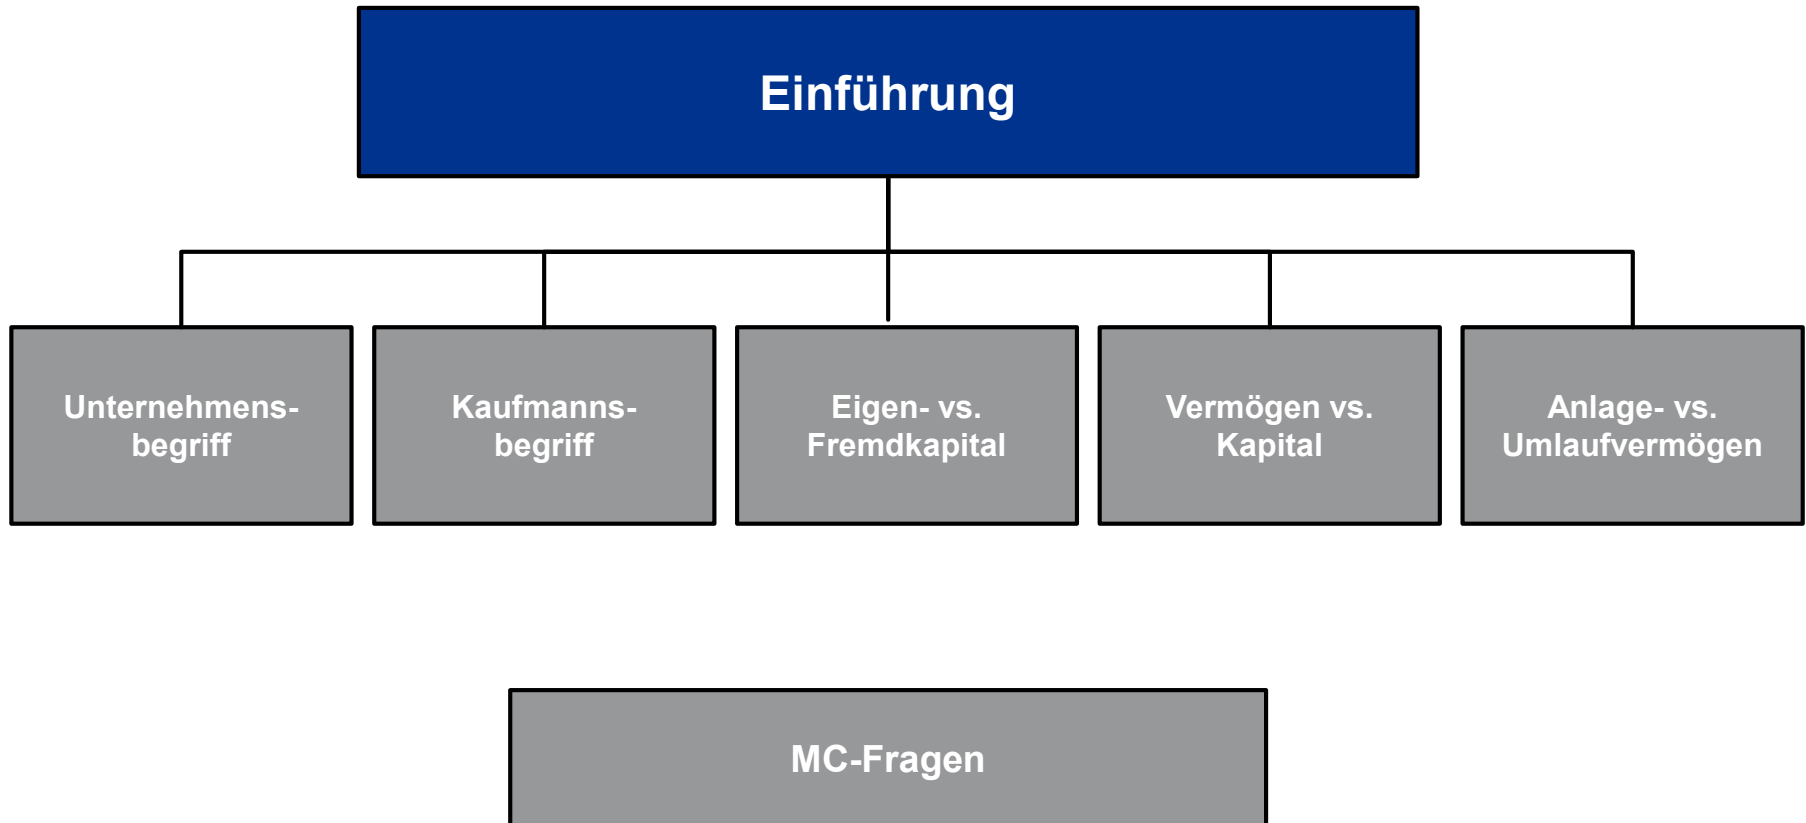 Einführung
Unternehmens-
begriff
Kaufmanns-
begriff
Eigen- vs.
Fremdkapital
Vermögen vs.
Kapital
Anlage- vs.
Umlaufvermögen
MC-Fragen